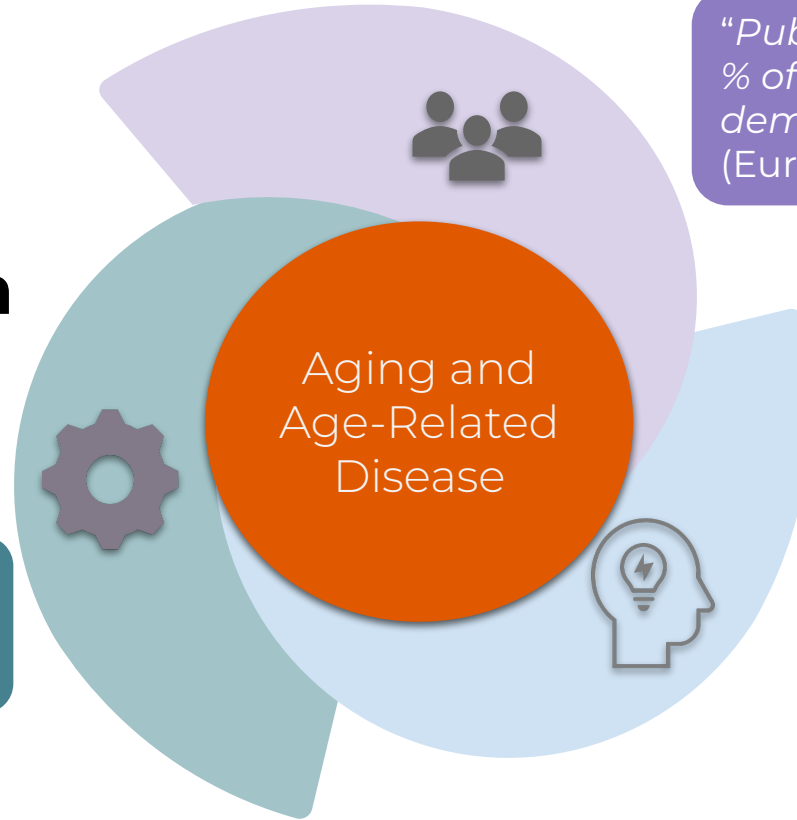 “Pub
% of
dem
(Eur
Aging and
Age-Related
Disease